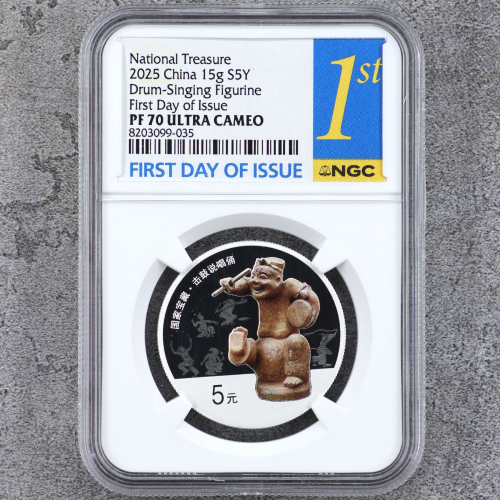 National Treasure
2025 China 15g S5Y
Drum-Singing Figurine
First Day of Issue
PF 70 ULTRA CAMEO
8203099-035
FIRST DAY OF ISSUE
1st
NGC
国家宝藏·击鼓说唱俑
5元